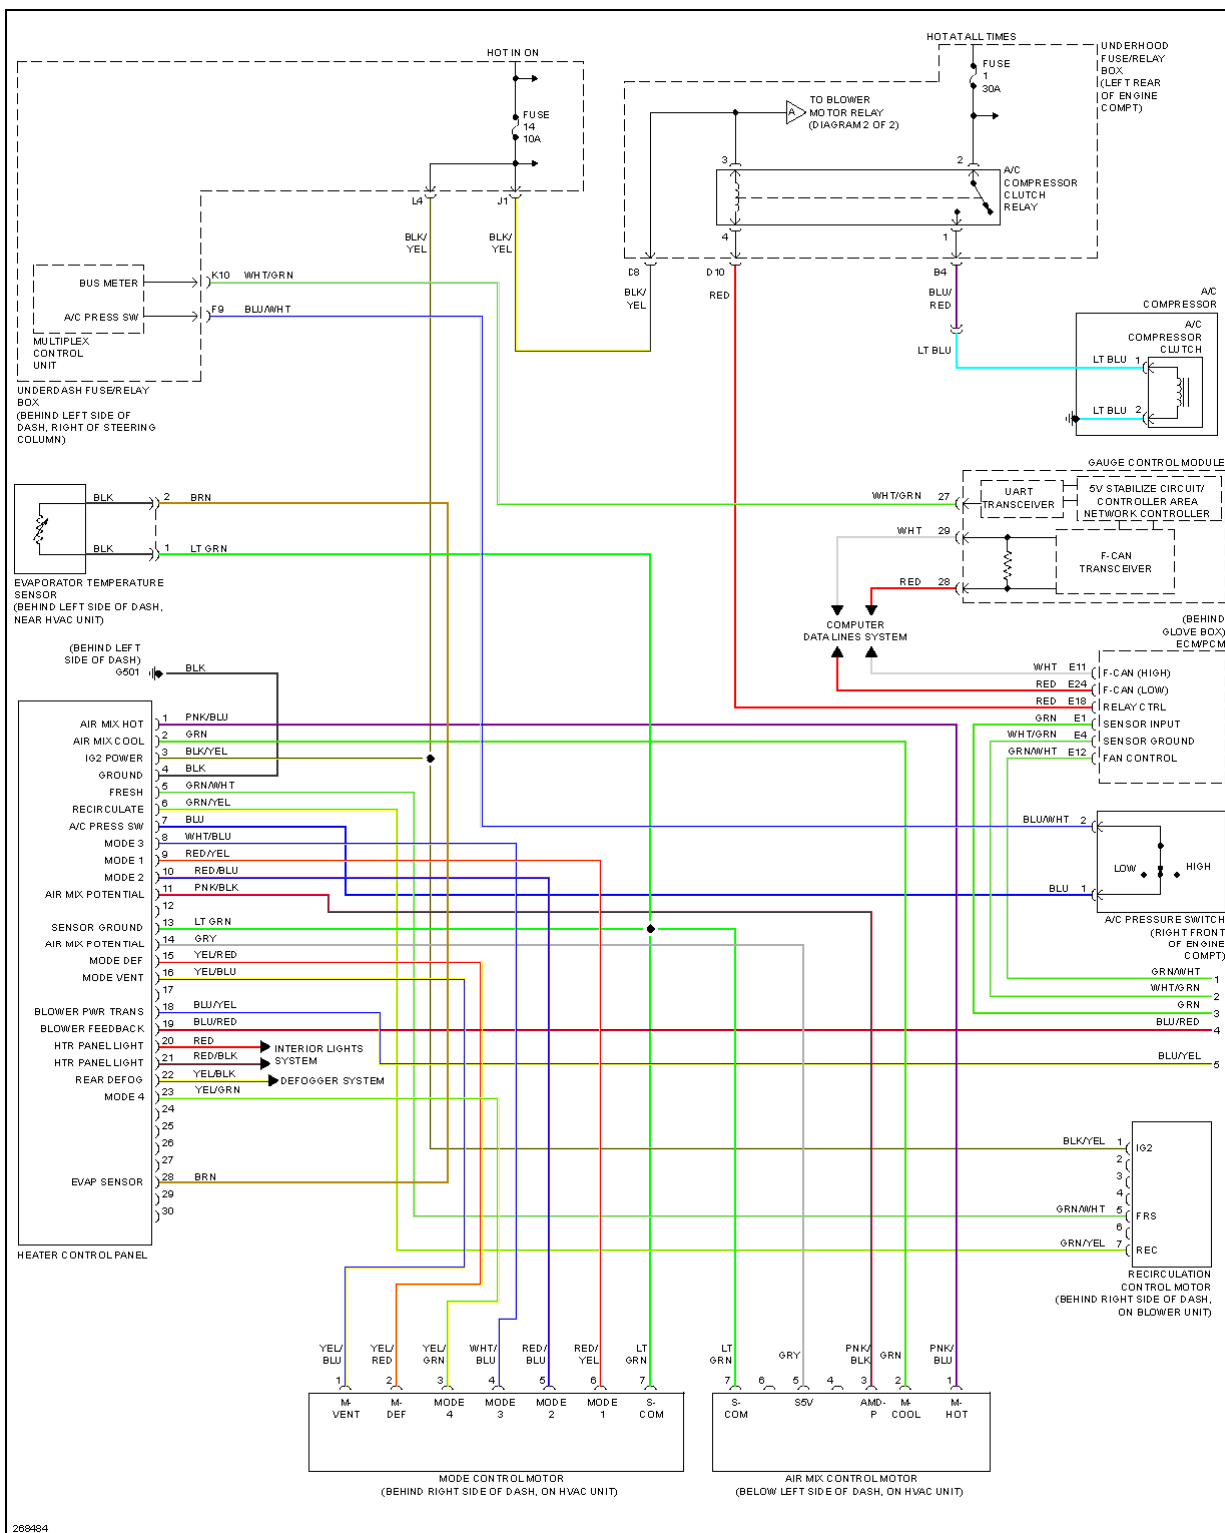 HOT IN ON
HOT AT ALL TIMES
UNDERHOOD
FUSE/RELAY
BOX
(LEFT REAR
OF ENGINE
COMPT)
FUSE
1
30A
FUSE
14
10A
A
TO BLOWER
MOTOR RELAY
(DIAGRAM 2 OF 2)
3
2
A/C
COMPRESSOR
CLUTCH
RELAY
4
1
L4
J1
BLK/
YEL
BLK/
YEL
D8
D10
B4
BLK/
YEL
RED
BLU/
RED
BUS METER
K10
WHT/GRN
A/C PRESS SW
F9
BLU/WHT
MULTIPLEX
CONTROL
UNIT
UNDERDASH FUSE/RELAY
BOX
(BEHIND LEFT SIDE OF
DASH, RIGHT OF STEERING
COLUMN)
A/C
COMPRESSOR
A/C
COMPRESSOR
CLUTCH
LT BLU
LT BLU 1
LT BLU 2
GAUGE CONTROL MODULE
UART
TRANSCEIVER
5V STABILIZE CIRCUIT/
CONTROLLER AREA
NETWORK CONTROLLER
F-CAN
TRANSCEIVER
WHT/GRN 27
WHT 29
RED 28
BLK 2 BRN
BLK 1 LT GRN
EVAPORATOR TEMPERATURE
SENSOR
(BEHIND LEFT SIDE OF DASH,
NEAR HVAC UNIT)
COMPUTER
DATA LINES SYSTEM
(BEHIND
GLOVE BOX)
ECM/PCM
(BEHIND LEFT
SIDE OF DASH)
G501
BLK
WHT E11 F-CAN (HIGH)
RED E24 F-CAN (LOW)
RED E18 RELAY CTRL
GRN E1 SENSOR INPUT
WHT/GRN E4 SENSOR GROUND
GRN/WHT E12 FAN CONTROL
AIR MIX HOT 1 PNK/BLU
AIR MIX COOL 2 GRN
IG2 POWER 3 BLK/YEL
GROUND 4 BLK
FRESH 5 GRN/WHT
RECIRCULATE 6 GRN/YEL
A/C PRESS SW 7 BLU
MODE 3 8 WHT/BLU
MODE 1 9 RED/YEL
MODE 2 10 RED/BLU
AIR MIX POTENTIAL 11 PNK/BLK
12
SENSOR GROUND 13 LT GRN
AIR MIX POTENTIAL 14 GRY
MODE DEF 15 YEL/RED
MODE VENT 16 YEL/BLU
17
BLOWER PWR TRANS 18 BLU/YEL
BLOWER FEEDBACK 19 BLU/RED
HTR PANEL LIGHT 20 RED
HTR PANEL LIGHT 21 RED/BLK
REAR DEFOG 22 YEL/BLK
MODE 4 23 YEL/GRN
24
25
26
27
EVAP SENSOR 28 BRN
29
30
HEATER CONTROL PANEL
INTERIOR LIGHTS
SYSTEM
DEFOGGER SYSTEM
BLU/WHT 2
LOW
HIGH
BLU 1
A/C PRESSURE SWITCH
(RIGHT FRONT
OF ENGINE
COMPT)
GRN/WHT 1
WHT/GRN 2
GRN 3
BLU/RED 4
BLU/YEL 5
BLK/YEL 1 IG2
2
3
4
GRN/WHT 5 FRS
6
GRN/YEL 7 REC
RECIRCULATION
CONTROL MOTOR
(BEHIND RIGHT SIDE OF DASH,
ON BLOWER UNIT)
YEL/
BLU
YEL/
RED
YEL/
GRN
WHT/
BLU
RED/
BLU
RED/
YEL
LT
GRN
1 2 3 4 5 6 7
M-
VENT
M-
DEF
MODE
4
MODE
3
MODE
2
MODE
1
S-
COM
MODE CONTROL MOTOR
(BEHIND RIGHT SIDE OF DASH, ON HVAC UNIT)
LT
GRN
GRY
PNK/
BLK
GRN
PNK/
BLU
7 6 5 4 3 2 1
S-
COM
S5V
AMD-
P
M-
COOL
M-
HOT
AIR MIX CONTROL MOTOR
(BELOW LEFT SIDE OF DASH, ON HVAC UNIT)
268484